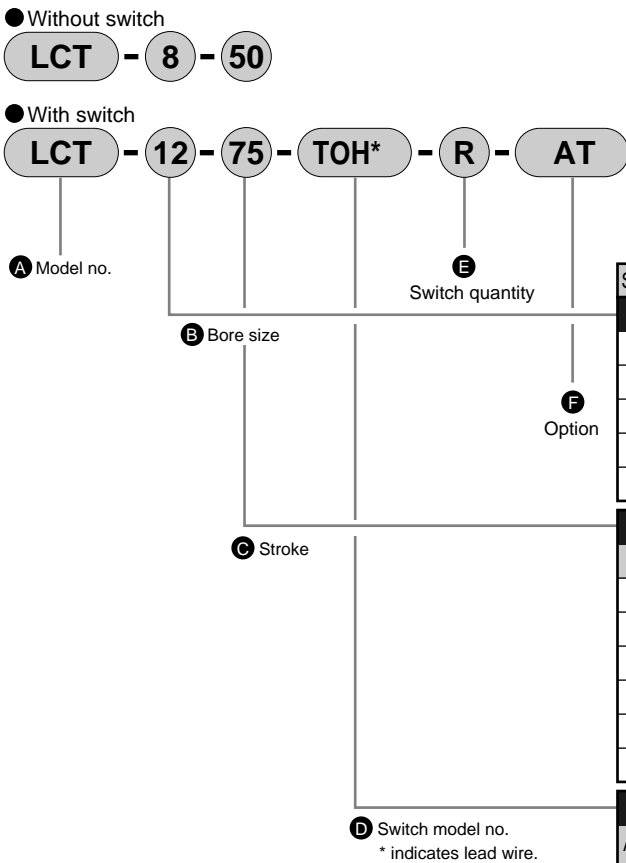 ● Without switch
LCT - 8 - 50
● With switch
LCT - 12 - 75 - TOH* - R - AT
A Model no.
E
Switch quantity
B Bore size
F
Option
C Stroke
D Switch model no.
* indicates lead wire.